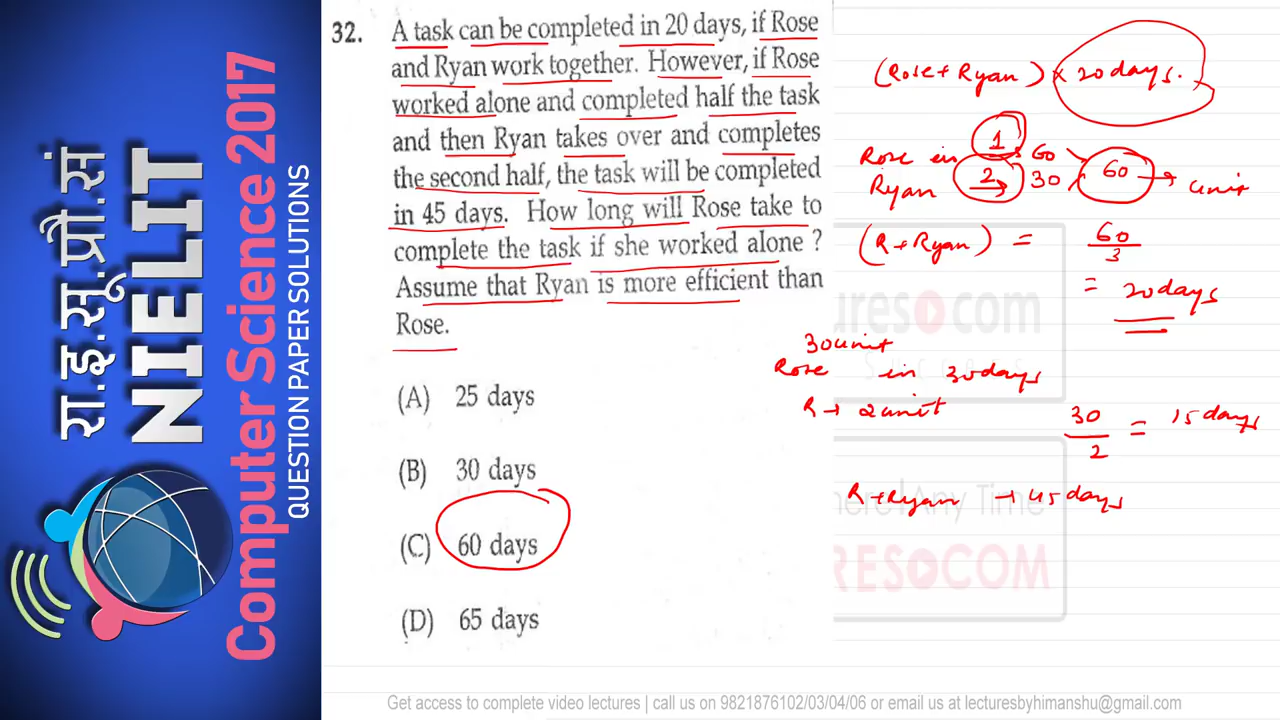 रा.इ.सू.प्रौ.सं
NIELIT
Computer Science 2017
QUESTION PAPER SOLUTIONS
32. A task can be completed in 20 days, if Rose
and Ryan work together. However, if Rose
worked alone and completed half the task
and then Ryan takes over and completes
the second half, the task will be completed
in 45 days. How long will Rose take to
complete the task if she worked alone ?
Assume that Ryan is more efficient than
Rose.
(A) 25 days
(B) 30 days
(C) 60 days
(D) 65 days
(Rose + Ryan) × 20 days.
Rose in 1 60
Ryan 2 → 30 60 → unit
(R + Ryan) = 60/3
= 20 days
30 unit
Rose in 30 days
R → 2 unit 30/2 = 15 days
R + Ryan → 45 days
ures COM
Any Time
RES COM
Get access to complete video lectures | call us on 9821876102/03/04/06 or email us at lecturesbyhimanshu@gmail.com